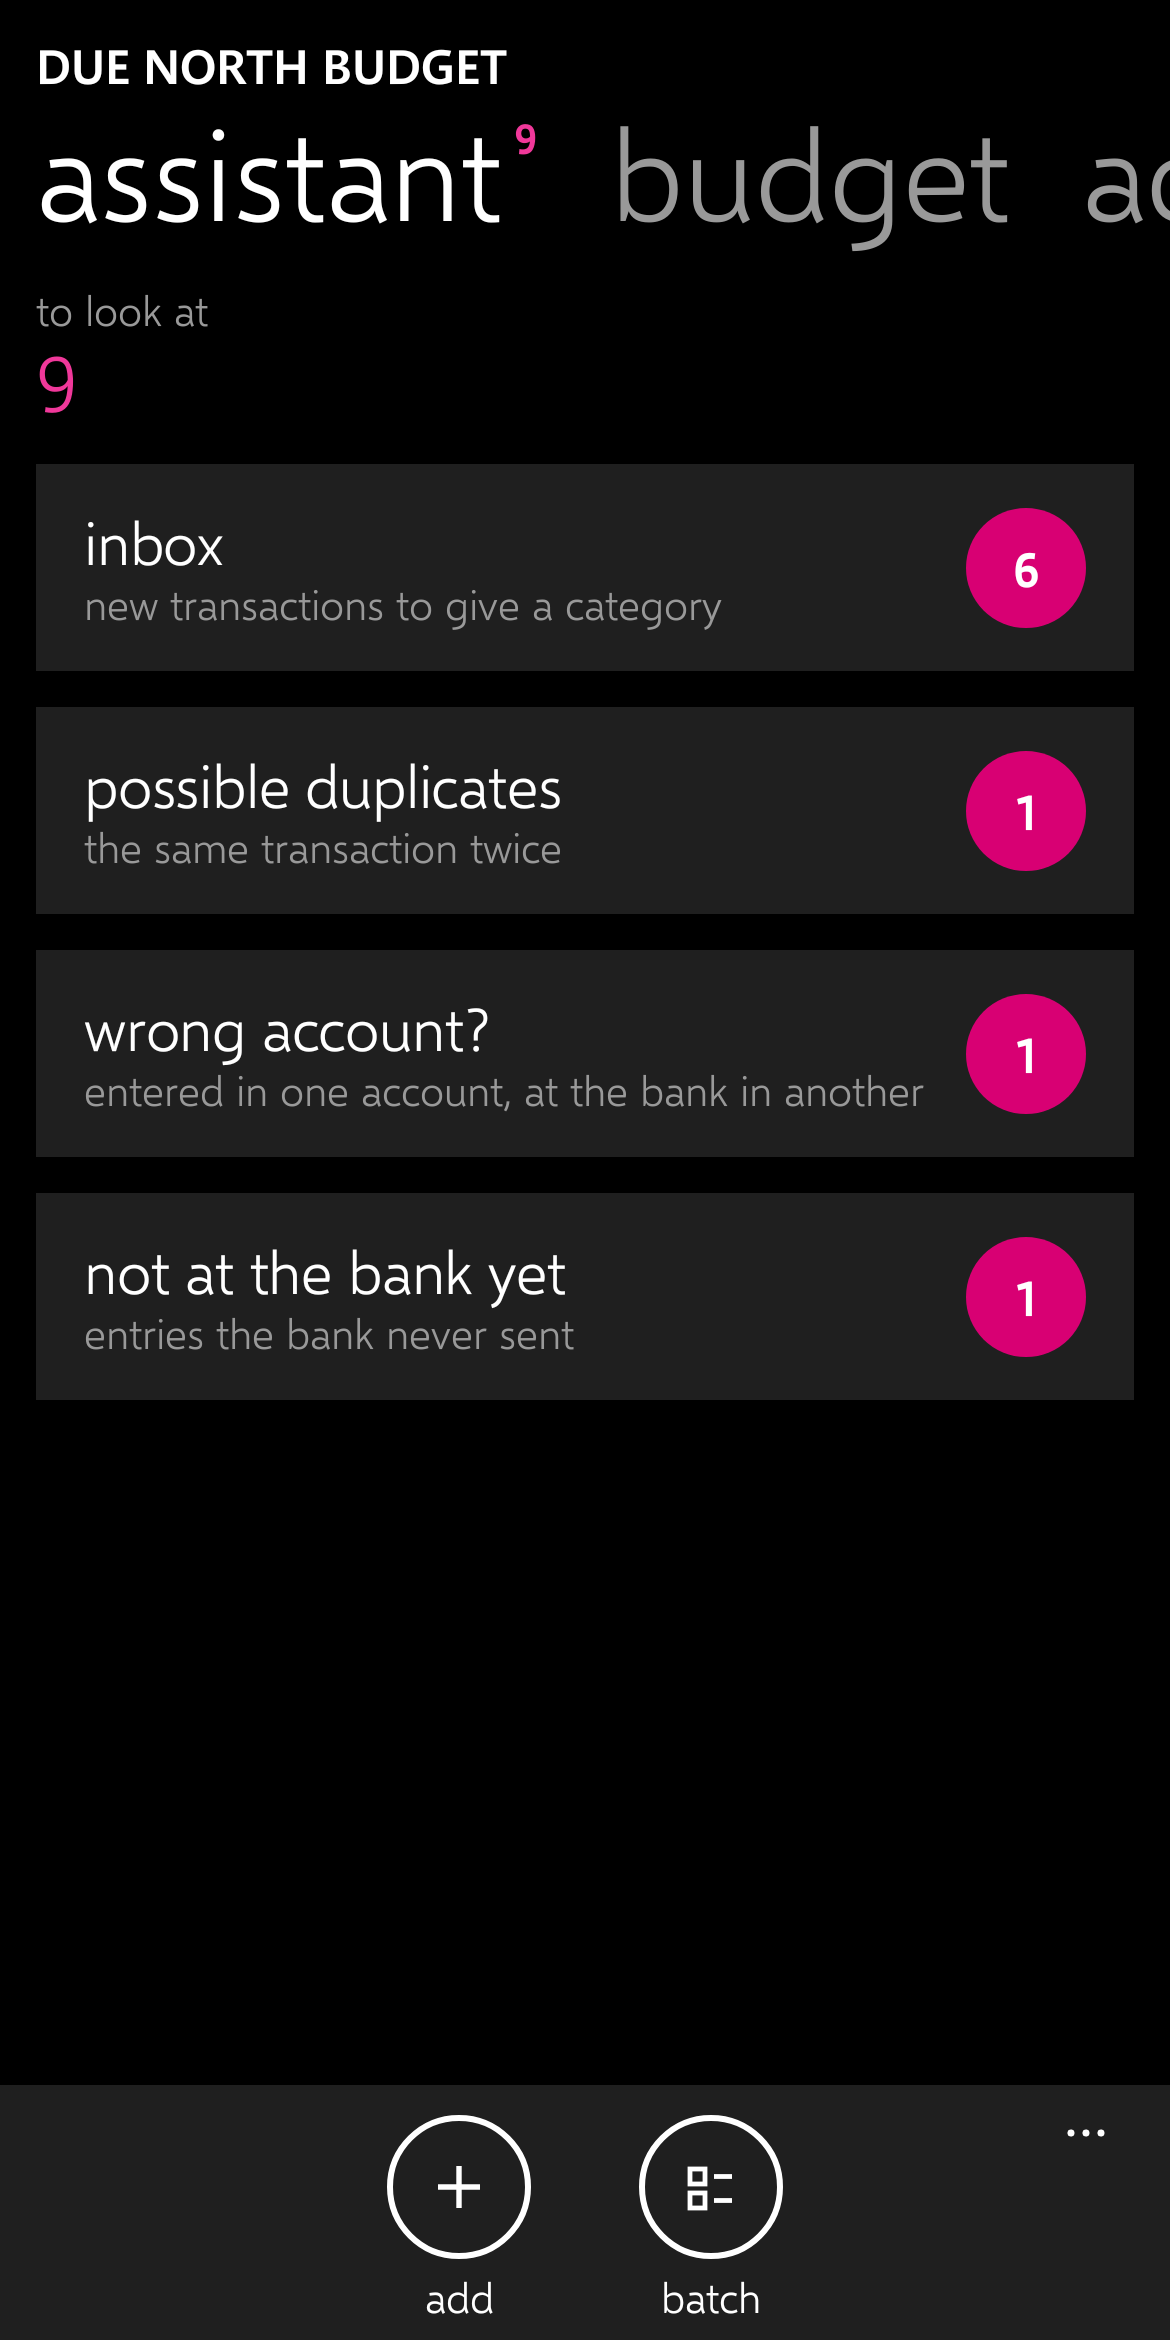 DUE NORTH BUDGET
assistant 9 budget ac
to look at
9
inbox
new transactions to give a category
6
possible duplicates
the same transaction twice
1
wrong account?
entered in one account, at the bank in another
1
not at the bank yet
entries the bank never sent
1
add
batch